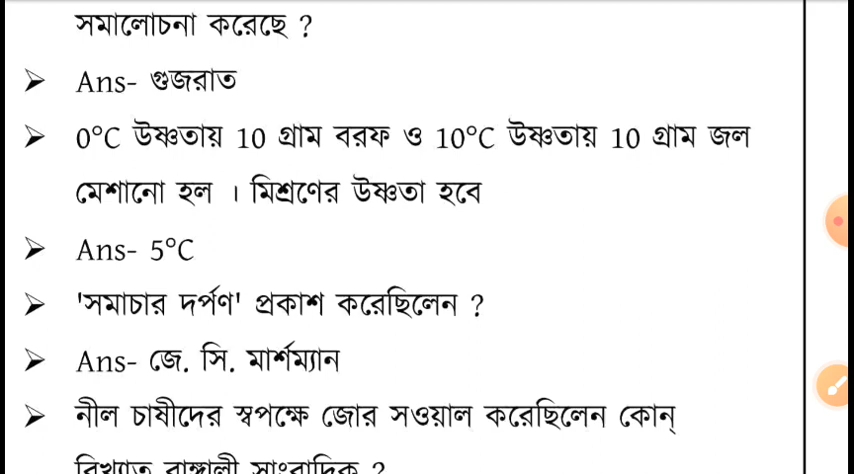 সমালোচনা করেছে ?
Ans- গুজরাত
0°C উষ্ণতায় 10 গ্রাম বরফ ও 10°C উষ্ণতায় 10 গ্রাম জল
মেশানো হল । মিশ্রণের উষ্ণতা হবে
Ans- 5°C
'সমাচার দর্পণ' প্রকাশ করেছিলেন ?
Ans- জে. সি. মার্শম্যান
নীল চাষীদের স্বপক্ষে জোর সওয়াল করেছিলেন কোন্
বিখ্যাত বাঙ্গালী সাংবাদিক ?